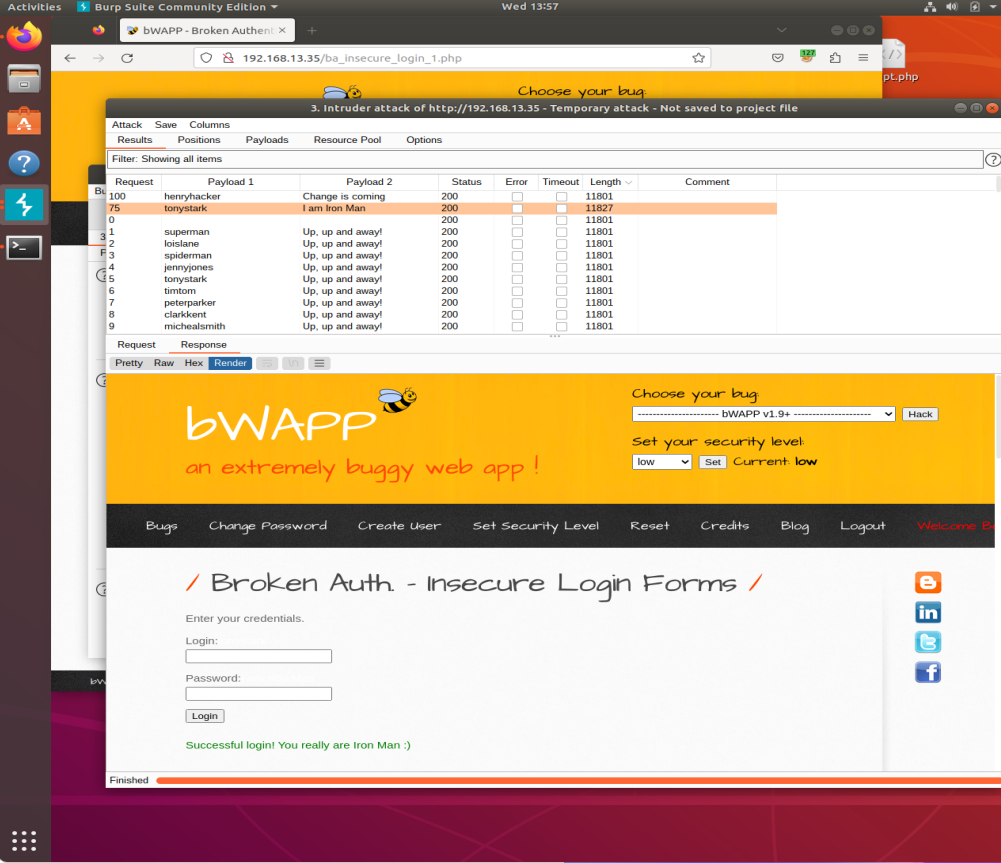 Activities Burp Suite Community Edition Wed 13:57
bWAPP - Broken Authent
192.168.13.35/ba_insecure_login_1.php
127
pt.php
Choose your bug:
3. Intruder attack of http://192.168.13.35 - Temporary attack - Not saved to project file
Attack Save Columns
Results Positions Payloads Resource Pool Options
Filter: Showing all items
Request Payload 1 Payload 2 Status Error Timeout Length Comment
100 henryhacker Change is coming 200 11801
75 tonystark I am Iron Man 200 11827
0 200 11801
1 superman Up, up and away! 200 11801
2 loislane Up, up and away! 200 11801
3 spiderman Up, up and away! 200 11801
4 jennyjones Up, up and away! 200 11801
5 tonystark Up, up and away! 200 11801
6 timtom Up, up and away! 200 11801
7 peterparker Up, up and away! 200 11801
8 clarkkent Up, up and away! 200 11801
9 michealsmith Up, up and away! 200 11801
Request Response
Pretty Raw Hex Render \n
bWAPP
an extremely buggy web app !
Choose your bug:
---------------------- bWAPP v1.9+ ---------------------- Hack
Set your security level:
low Set Current: low
Bugs Change Password Create User Set Security Level Reset Credits Blog Logout Welcome B
/ Broken Auth. - Insecure Login Forms /
Enter your credentials.
Login:
Password:
Login
Successful login! You really are Iron Man :)
Finished